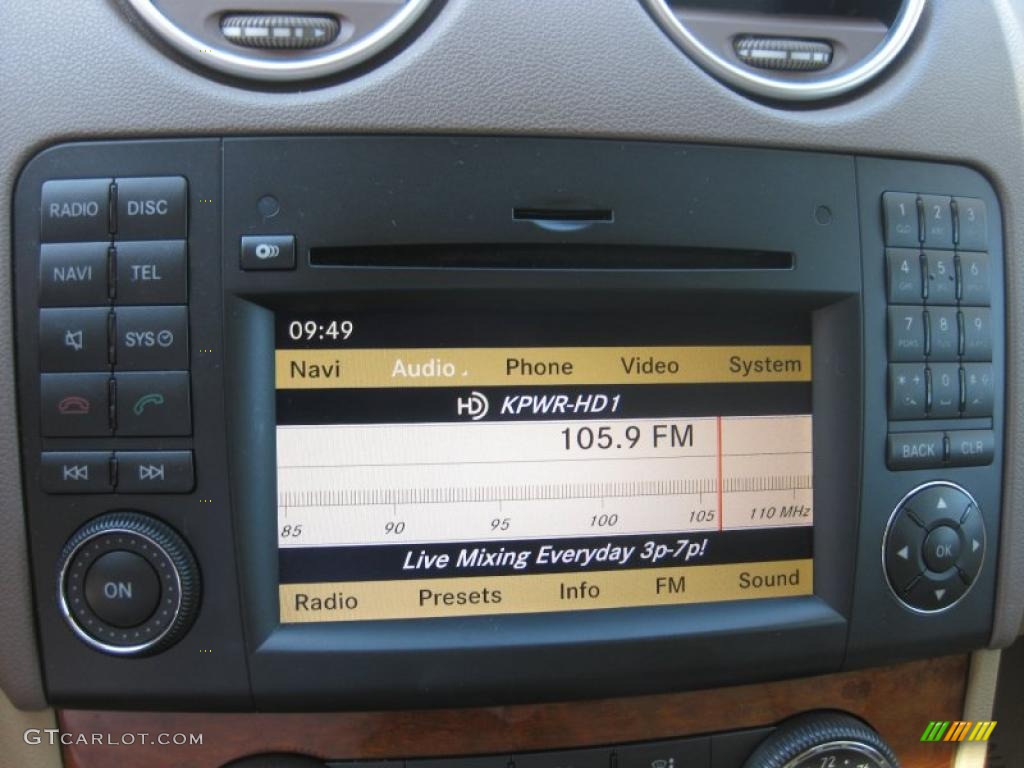 RADIO DISC
NAVI TEL
SYS
ON
09:49
Navi Audio Phone Video System
HD KPWR-HD1
105.9 FM
85 90 95 100 105 110 MHz
Live Mixing Everyday 3p-7p!
Radio Presets Info FM Sound
1 2 3
4 5 6
7 8 9
* + 0 #
BACK CLR
OK
72
GTCARLOT.COM